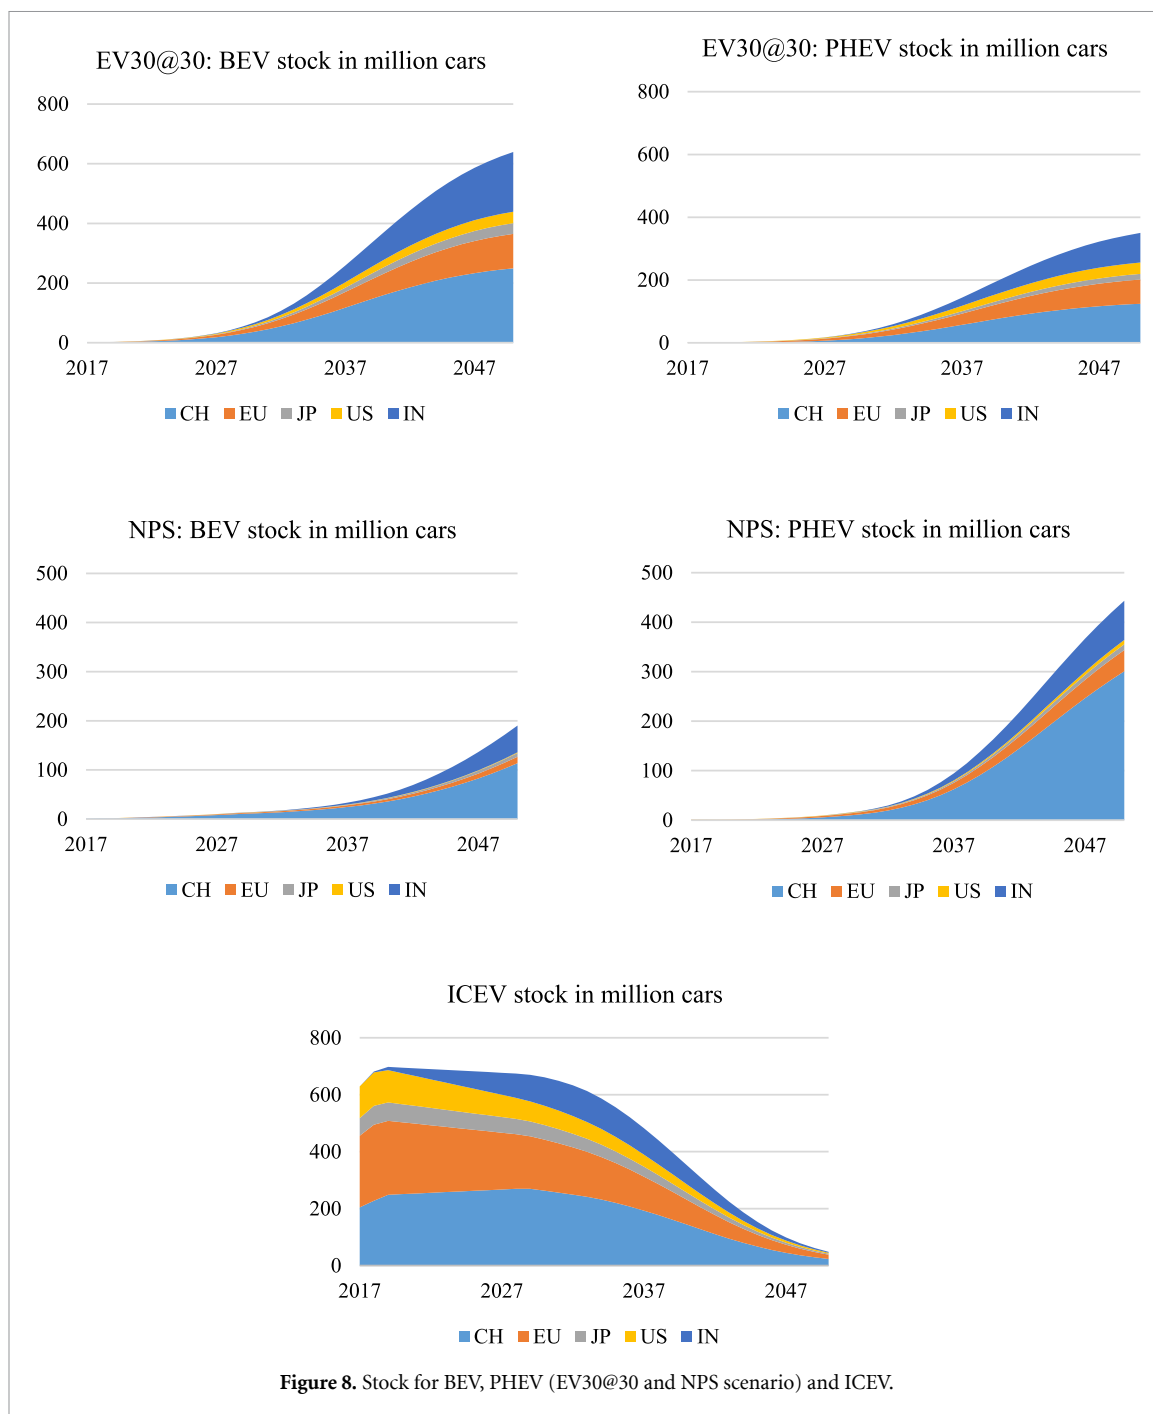 EV30@30: BEV stock in million cars
800
600
400
200
0
2017 2027 2037 2047
CH EU JP US IN
EV30@30: PHEV stock in million cars
800
600
400
200
0
2017 2027 2037 2047
CH EU JP US IN
NPS: BEV stock in million cars
500
400
300
200
100
0
2017 2027 2037 2047
CH EU JP US IN
NPS: PHEV stock in million cars
500
400
300
200
100
0
2017 2027 2037 2047
CH EU JP US IN
ICEV stock in million cars
800
600
400
200
0
2017 2027 2037 2047
CH EU JP US IN
Figure 8. Stock for BEV, PHEV (EV30@30 and NPS scenario) and ICEV.